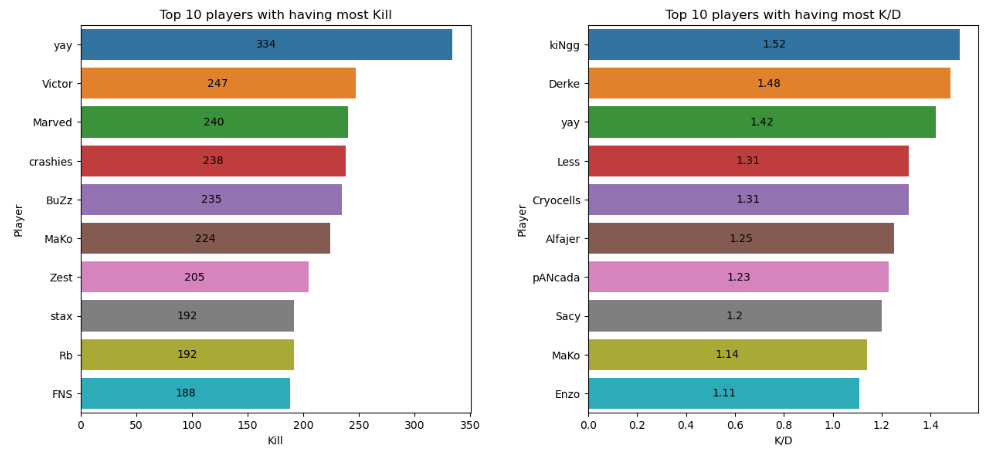 Top 10 players with having most Kill
Player
yay 334
Victor 247
Marved 240
crashies 238
BuZz 235
MaKo 224
Zest 205
stax 192
Rb 192
FNS 188
0 50 100 150 200 250 300 350
Kill
Top 10 players with having most K/D
Player
kiNgg 1.52
Derke 1.48
yay 1.42
Less 1.31
Cryocells 1.31
Alfajer 1.25
pANcada 1.23
Sacy 1.2
MaKo 1.14
Enzo 1.11
0.0 0.2 0.4 0.6 0.8 1.0 1.2 1.4
K/D